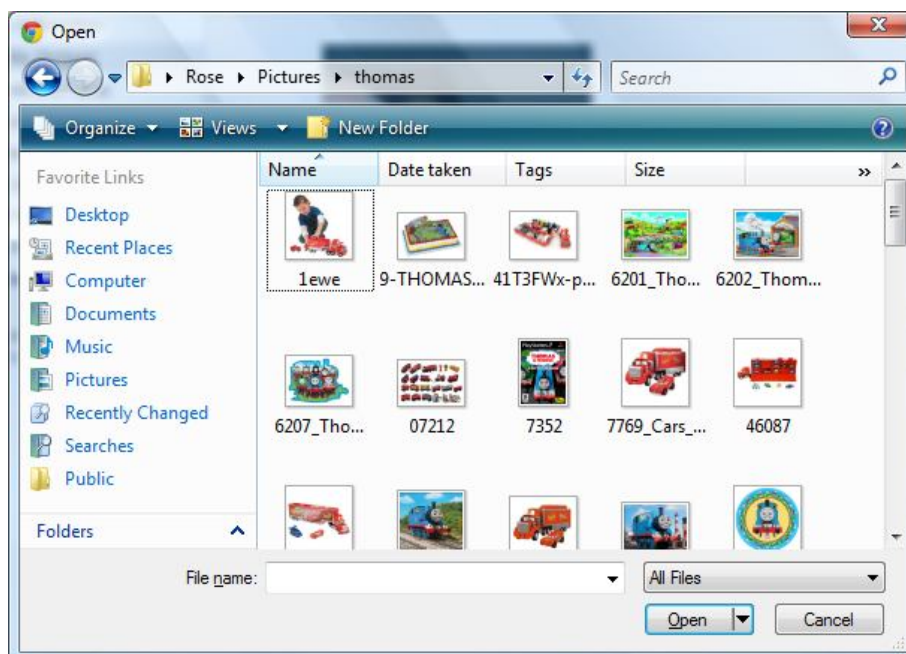 Open
Rose Pictures thomas
Search
Organize Views New Folder
Favorite Links
Desktop
Recent Places
Computer
Documents
Music
Pictures
Recently Changed
Searches
Public
Folders
Name Date taken Tags Size »
1ewe 9-THOMAS... 41T3FWx-p... 6201_Tho... 6202_Thom...
6207_Tho... 07212 7352 7769_Cars_... 46087
File name: All Files
Open Cancel